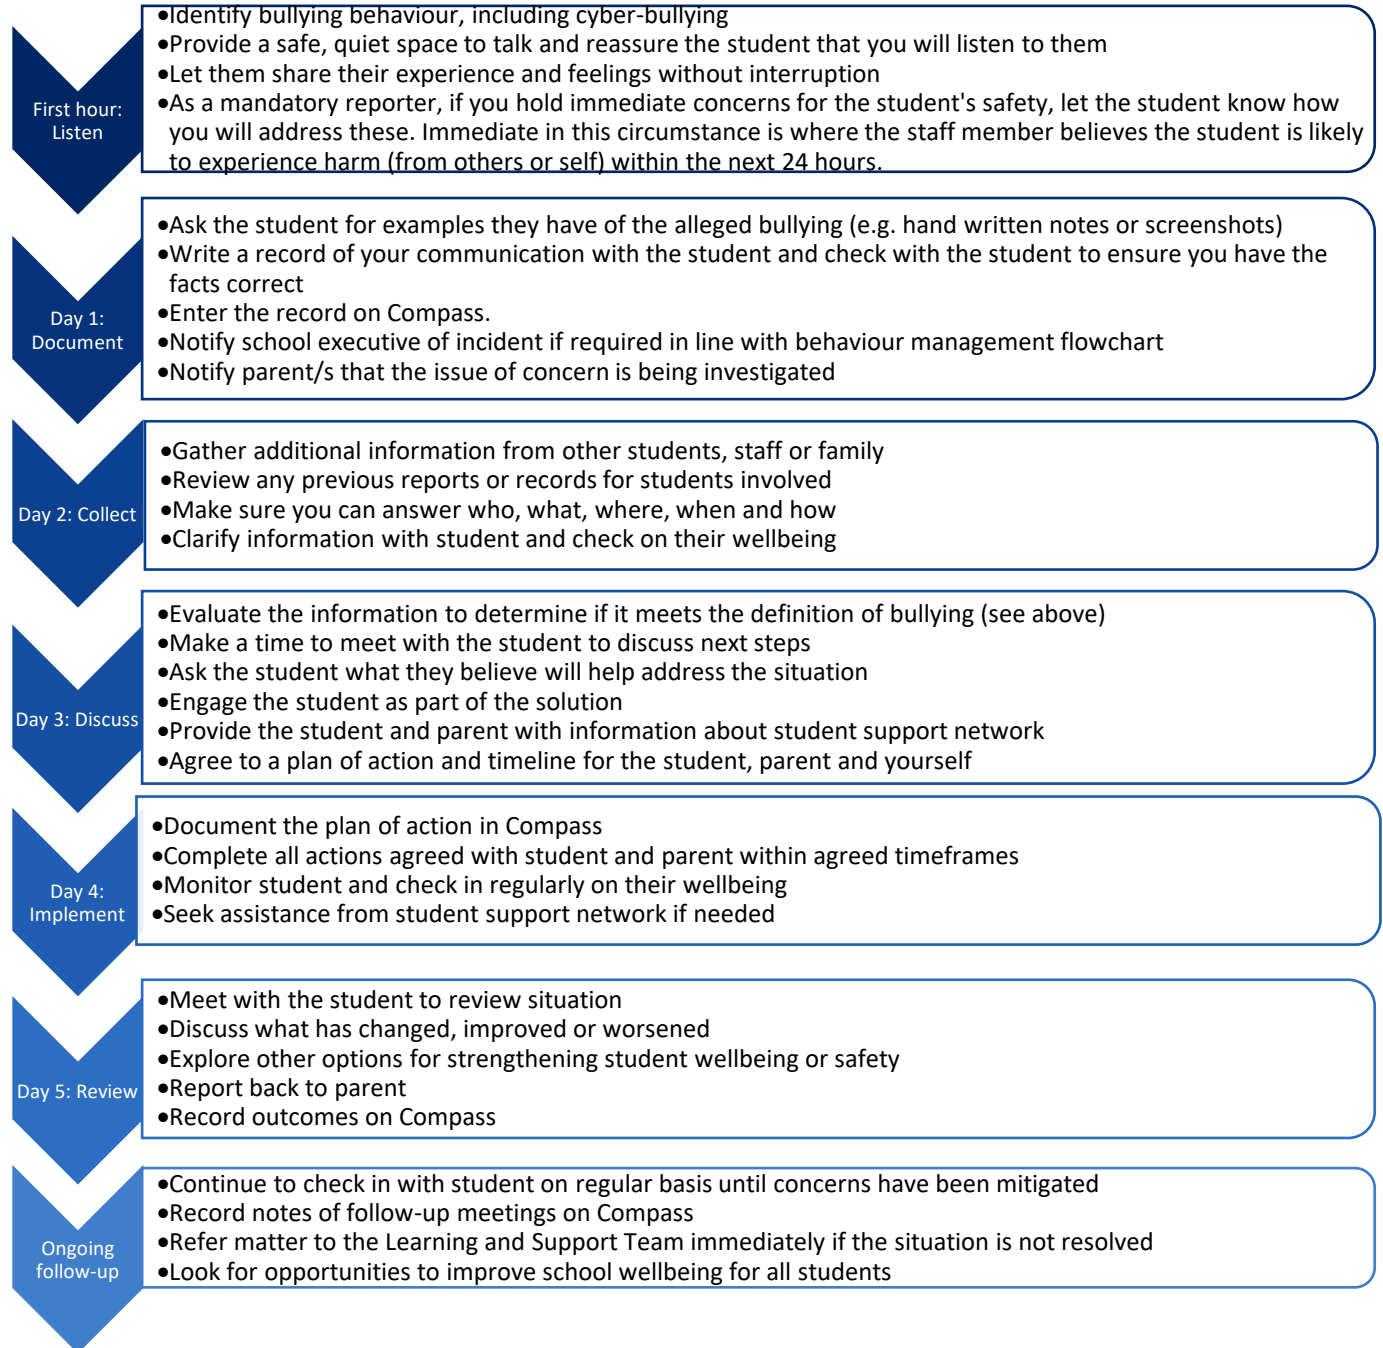 First hour:
Listen
•Identify bullying behaviour, including cyber-bullying
•Provide a safe, quiet space to talk and reassure the student that you will listen to them
•Let them share their experience and feelings without interruption
•As a mandatory reporter, if you hold immediate concerns for the student's safety, let the student know how
you will address these. Immediate in this circumstance is where the staff member believes the student is likely
to experience harm (from others or self) within the next 24 hours.
Day 1:
Document
•Ask the student for examples they have of the alleged bullying (e.g. hand written notes or screenshots)
•Write a record of your communication with the student and check with the student to ensure you have the
facts correct
•Enter the record on Compass.
•Notify school executive of incident if required in line with behaviour management flowchart
•Notify parent/s that the issue of concern is being investigated
Day 2: Collect
•Gather additional information from other students, staff or family
•Review any previous reports or records for students involved
•Make sure you can answer who, what, where, when and how
•Clarify information with student and check on their wellbeing
Day 3: Discuss
•Evaluate the information to determine if it meets the definition of bullying (see above)
•Make a time to meet with the student to discuss next steps
•Ask the student what they believe will help address the situation
•Engage the student as part of the solution
•Provide the student and parent with information about student support network
•Agree to a plan of action and timeline for the student, parent and yourself
Day 4:
Implement
•Document the plan of action in Compass
•Complete all actions agreed with student and parent within agreed timeframes
•Monitor student and check in regularly on their wellbeing
•Seek assistance from student support network if needed
Day 5: Review
•Meet with the student to review situation
•Discuss what has changed, improved or worsened
•Explore other options for strengthening student wellbeing or safety
•Report back to parent
•Record outcomes on Compass
Ongoing
follow-up
•Continue to check in with student on regular basis until concerns have been mitigated
•Record notes of follow-up meetings on Compass
•Refer matter to the Learning and Support Team immediately if the situation is not resolved
•Look for opportunities to improve school wellbeing for all students